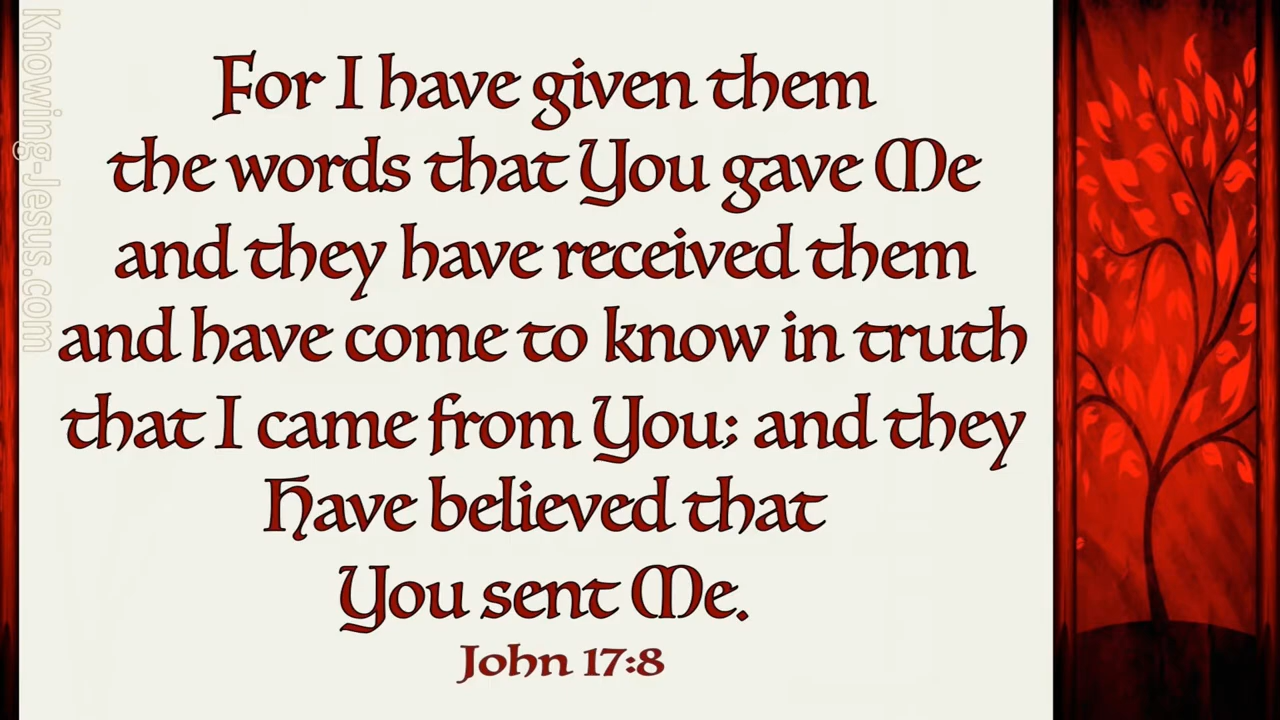 For I have given them
the words that You gave Me
and they have received them
and have come to know in truth
that I came from You; and they
Have believed that
You sent Me.
John 17:8
Knowing-Jesus.com